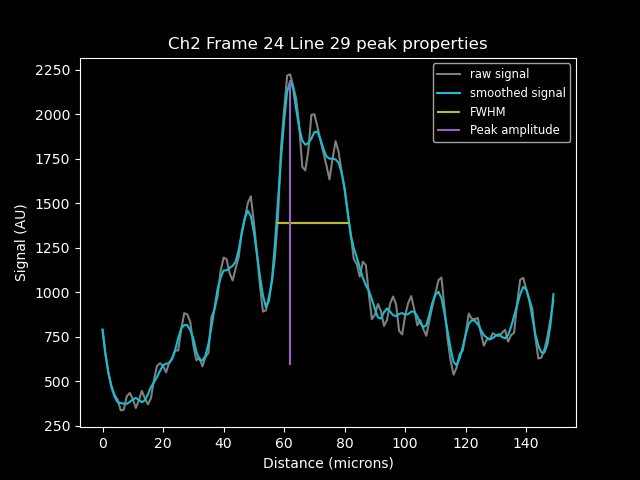 Ch2 Frame 24 Line 29 peak properties
raw signal
smoothed signal
FWHM
Peak amplitude
Signal (AU)
2250
2000
1750
1500
1250
1000
750
500
250
0 20 40 60 80 100 120 140
Distance (microns)